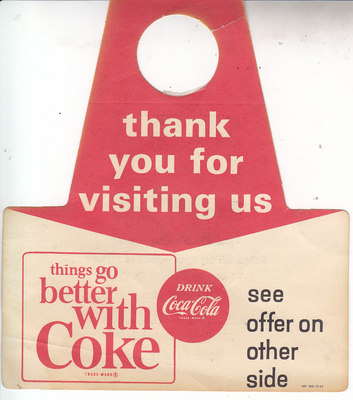 thank
you for
visiting us
things go
better
with
Coke
TRADE-MARK ®
DRINK
Coca-Cola
TRADE MARK ®
see
offer on
other
side